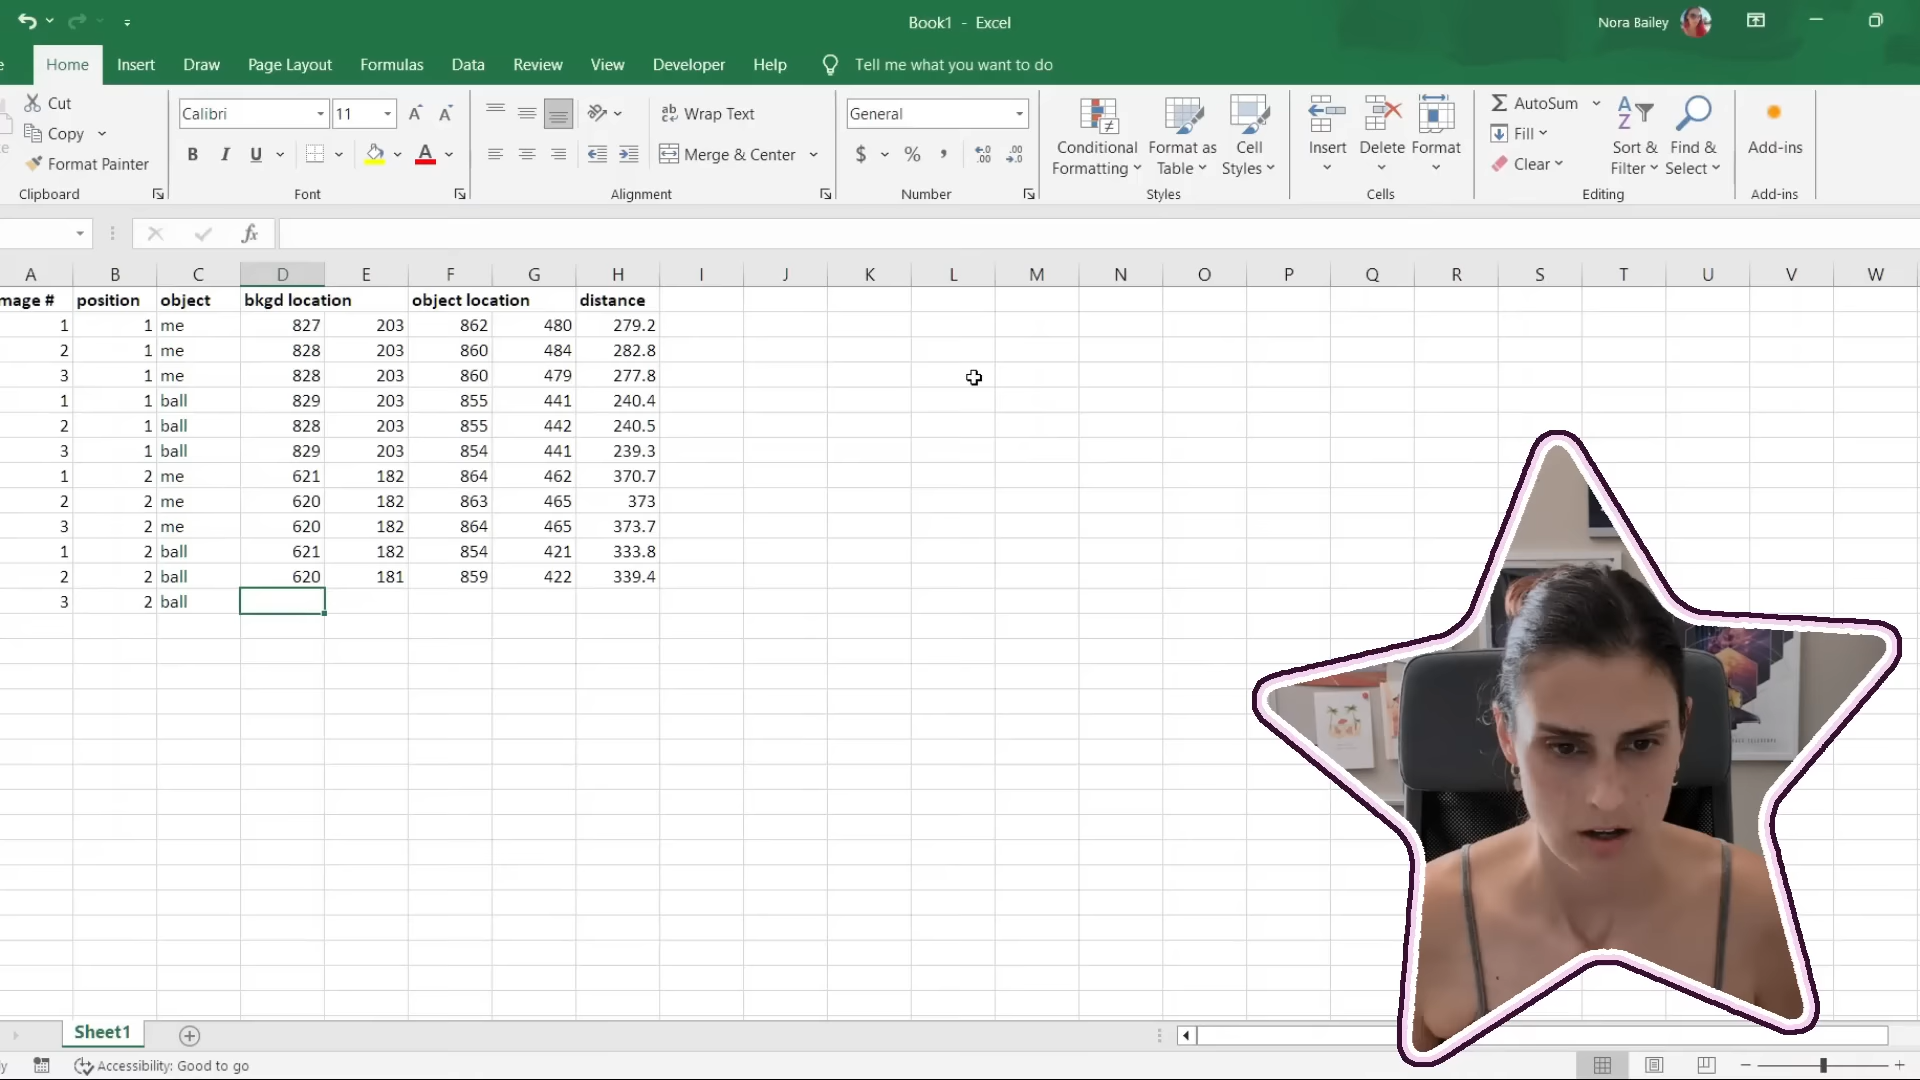 Book1 - Excel
Nora Bailey
Home Insert Draw Page Layout Formulas Data Review View Developer Help Tell me what you want to do
Cut
Copy
Format Painter
Clipboard
Calibri 11
B I U
Font
Wrap Text
Merge & Center
Alignment
General
$ % ,
Number
Conditional Formatting
Format as Table
Cell Styles
Styles
Insert Delete Format
Cells
AutoSum
Fill
Clear
Sort & Filter
Find & Select
Editing
Add-ins
Add-ins
fx
A B C D E F G H I J K L M N O P Q R S T U V W
mage # position object bkgd location object location distance
1 1 me 827 203 862 480 279.2
2 1 me 828 203 860 484 282.8
3 1 me 828 203 860 479 277.8
1 1 ball 829 203 855 441 240.4
2 1 ball 828 203 855 442 240.5
3 1 ball 829 203 854 441 239.3
1 2 me 621 182 864 462 370.7
2 2 me 620 182 863 465 373
3 2 me 620 182 864 465 373.7
1 2 ball 621 182 854 421 333.8
2 2 ball 620 181 859 422 339.4
3 2 ball
Sheet1
Accessibility: Good to go